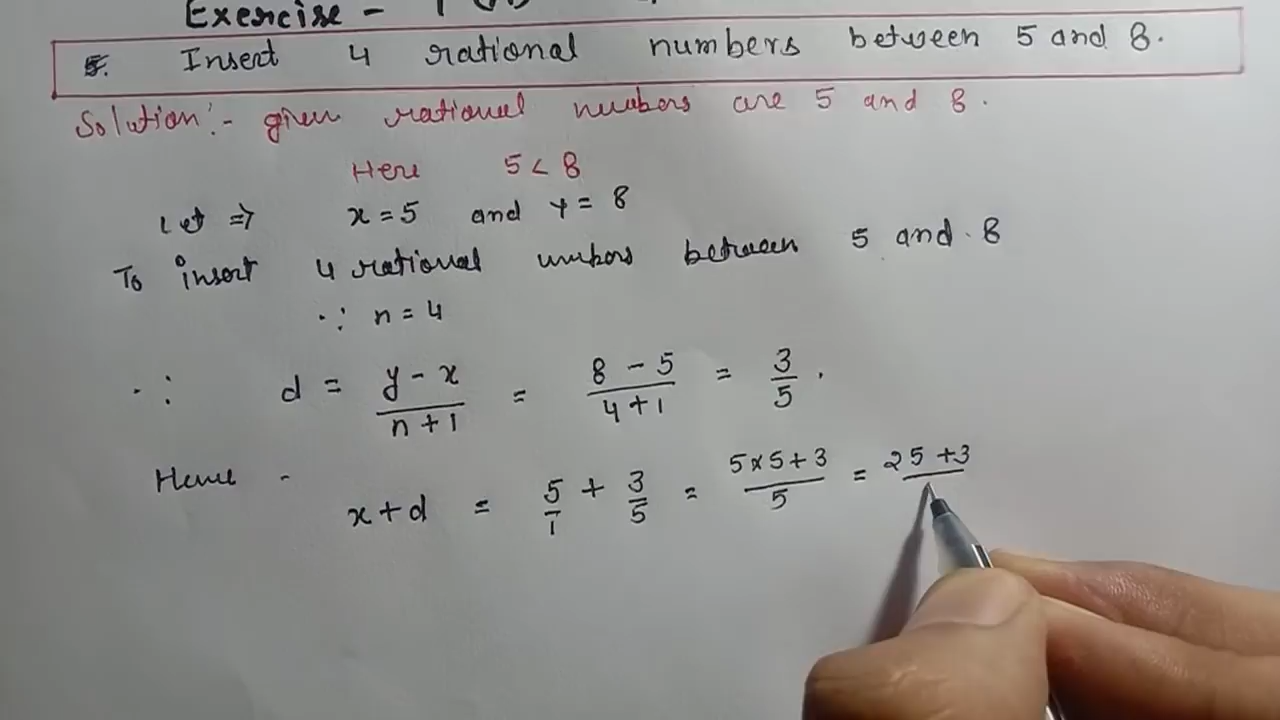 Exercise -
5. Insert 4 rational numbers between 5 and 8.
Solution:- given rational numbers are 5 and 8.
Here 5 < 8
Let ⇒ x = 5 and y = 8
To insert 4 rational numbers between 5 and 8
∵ n = 4
∵ d = y - x / n + 1 = 8 - 5 / 4 + 1 = 3/5 .
Hence - x + d = 5/1 + 3/5 = 5 × 5 + 3 / 5 = 25 + 3 /